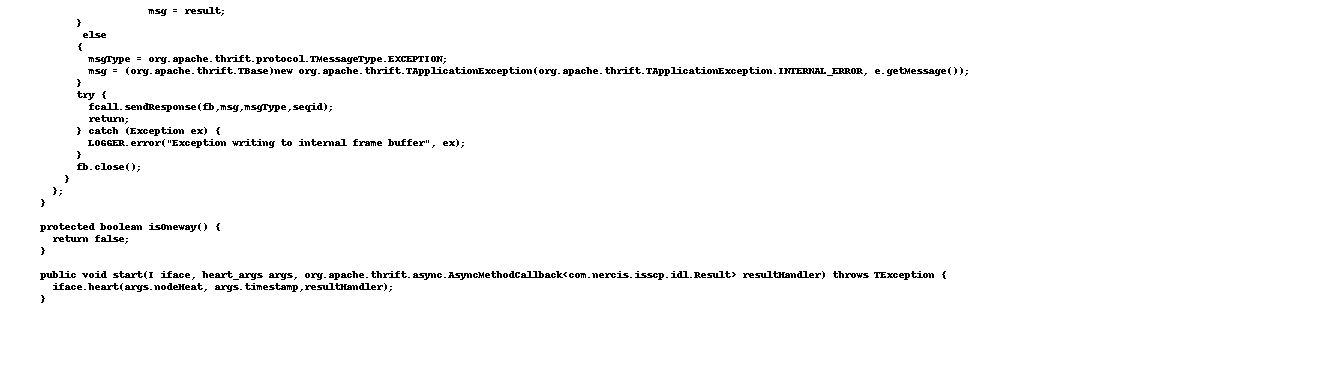 msg = result;
}
else
{
msgType = org.apache.thrift.protocol.TMessageType.EXCEPTION;
msg = (org.apache.thrift.TBase)new org.apache.thrift.TApplicationException(org.apache.thrift.TApplicationException.INTERNAL_ERROR, e.getMessage());
}
try {
fcall.sendResponse(fb,msg,msgType,seqid);
return;
} catch (Exception ex) {
LOGGER.error("Exception writing to internal frame buffer", ex);
}
fb.close();
}
};
}
protected boolean isOneway() {
return false;
}
public void start(I iface, heart_args args, org.apache.thrift.async.AsyncMethodCallback<com.nercis.isscp.idl.Result> resultHandler) throws TException {
iface.heart(args.nodeHeat, args.timestamp,resultHandler);
}